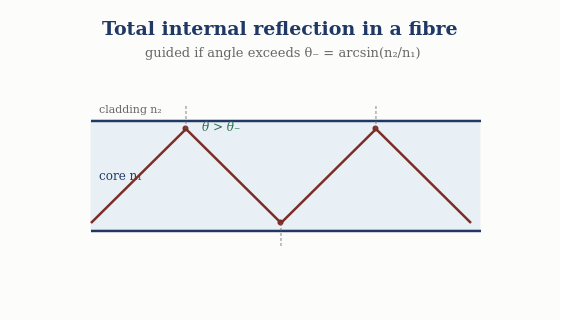 Total internal reflection in a fibre
guided if angle exceeds θ₋ = arcsin(n₂/n₁)
cladding n₂
θ > θ₋
core n₁